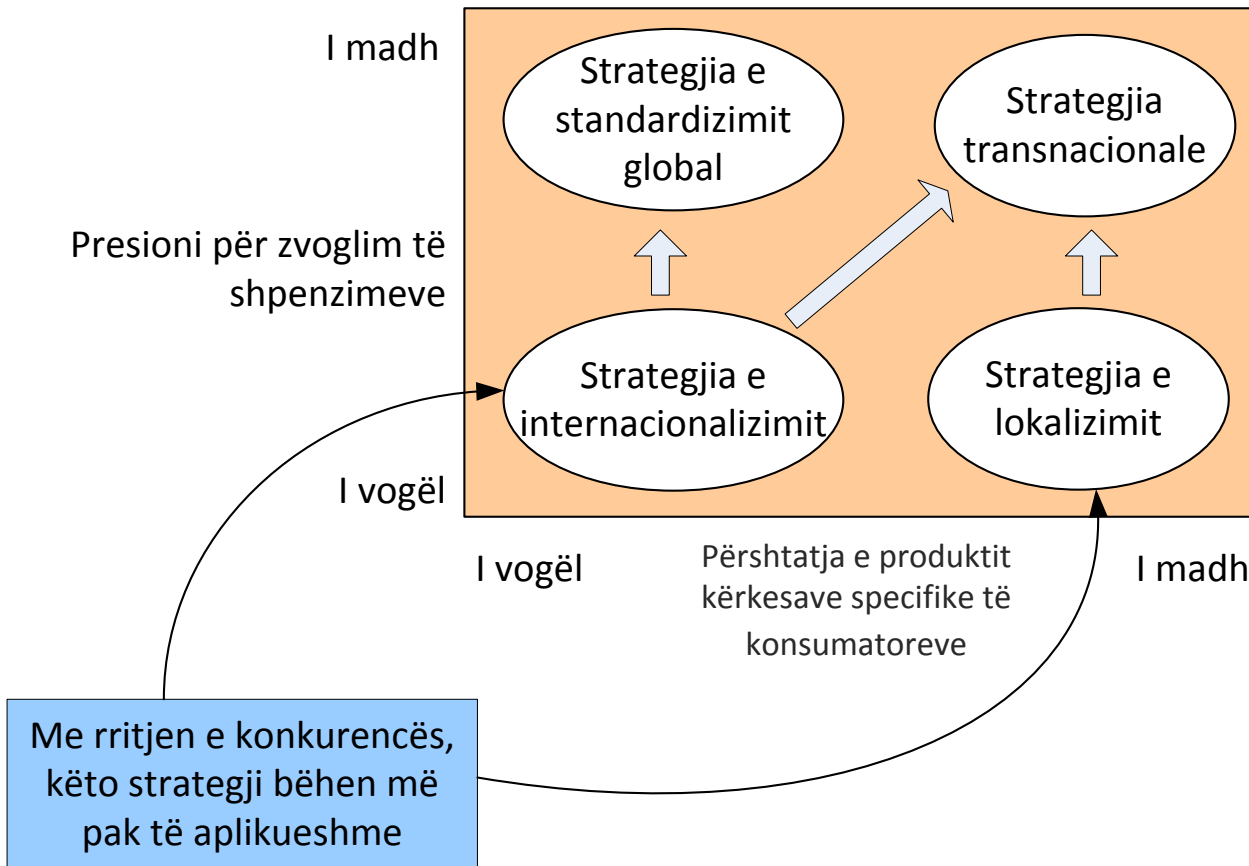 I madh
Strategjia e
standardizimit
global
Strategjia
transnacionale
Presioni për zvoglim të
shpenzimeve
Strategjia e
internacionalizimit
Strategjia e
lokalizimit
I vogël
I vogël
Përshtatja e produktit
kërkesave specifike të
konsumatoreve
I madh
Me rritjen e konkurencës,
këto strategji bëhen më
pak të aplikueshme